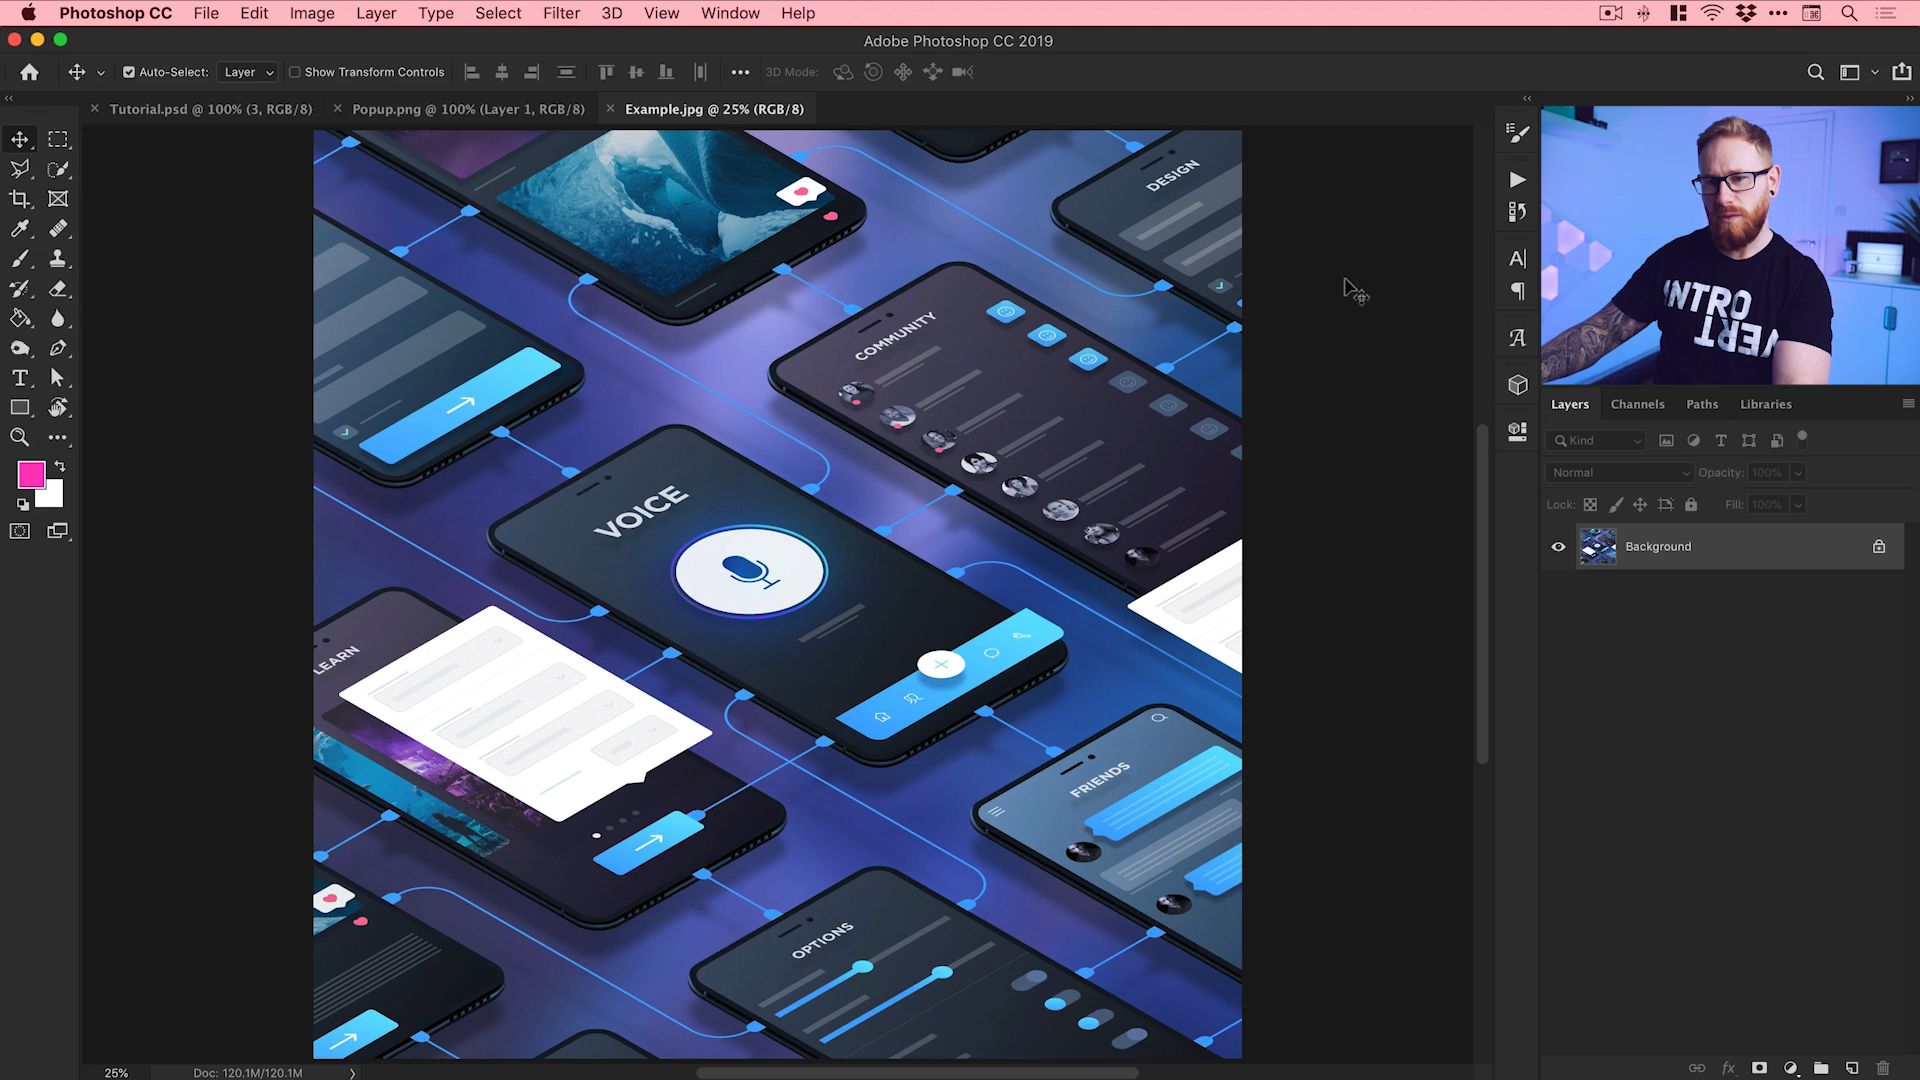 Photoshop CC File Edit Image Layer Type Select Filter 3D View Window Help
Adobe Photoshop CC 2019
Auto-Select: Layer Show Transform Controls 3D Mode:
Tutorial.psd @ 100% (3, RGB/8) Popup.png @ 100% (Layer 1, RGB/8) Example.jpg @ 25% (RGB/8)
DESIGN
COMMUNITY
VOICE
LEARN
FRIENDS
OPTIONS
INTRO
VERT
Layers Channels Paths Libraries
Kind
Normal Opacity: 100%
Lock: Fill: 100%
Background
25% Doc: 120.1M/120.1M